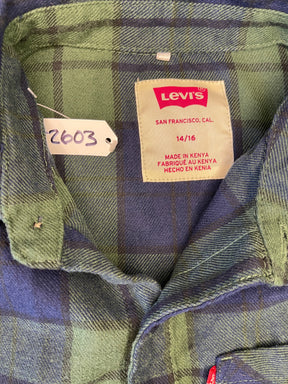 Levi's
SAN FRANCISCO, CAL.
14/16
MADE IN KENYA
FABRIQUÉ AU KENYA
HECHO EN KENIA
2603